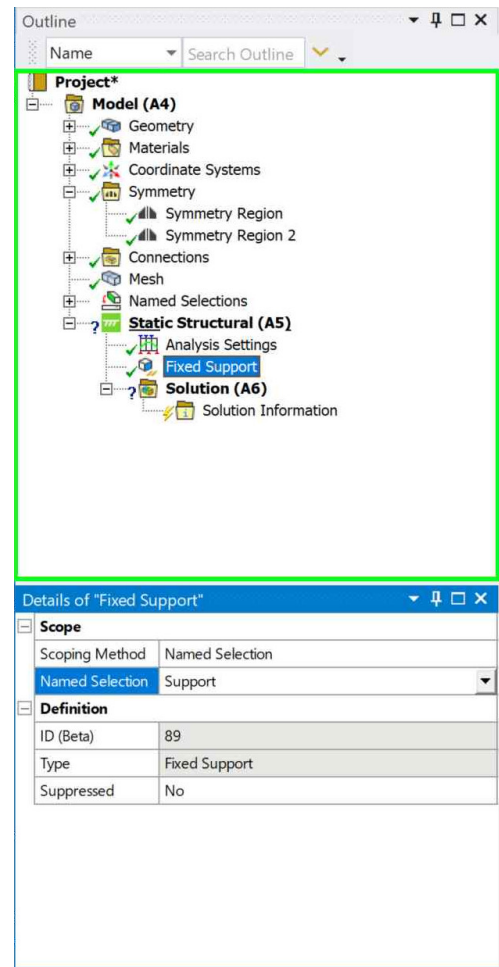 Outline
Name Search Outline
Project*
Model (A4)
Geometry
Materials
Coordinate Systems
Symmetry
Symmetry Region
Symmetry Region 2
Connections
Mesh
Named Selections
Static Structural (A5)
Analysis Settings
Fixed Support
Solution (A6)
Solution Information
Details of "Fixed Support"
Scope
Scoping Method Named Selection
Named Selection Support
Definition
ID (Beta) 89
Type Fixed Support
Suppressed No